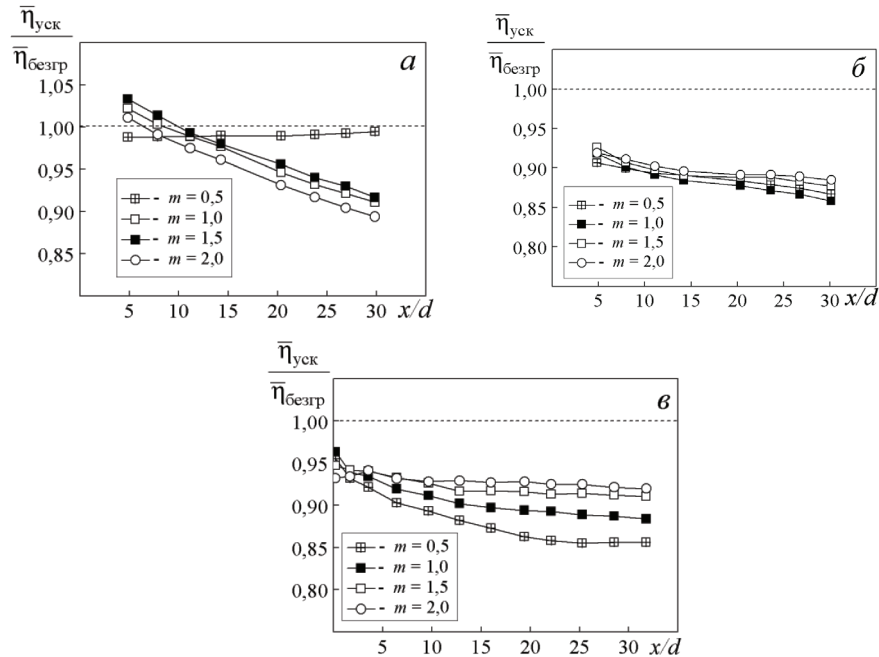 η̅уск
η̅безгр
а
1,05
1,00
0,95
0,90
0,85
- m = 0,5
- m = 1,0
- m = 1,5
- m = 2,0
5 10 15 20 25 30 x/d
η̅уск
η̅безгр
б
1,00
0,95
0,90
0,85
0,80
- m = 0,5
- m = 1,0
- m = 1,5
- m = 2,0
5 10 15 20 25 30 x/d
η̅уск
η̅безгр
в
1,00
0,95
0,90
0,85
0,80
- m = 0,5
- m = 1,0
- m = 1,5
- m = 2,0
5 10 15 20 25 30 x/d